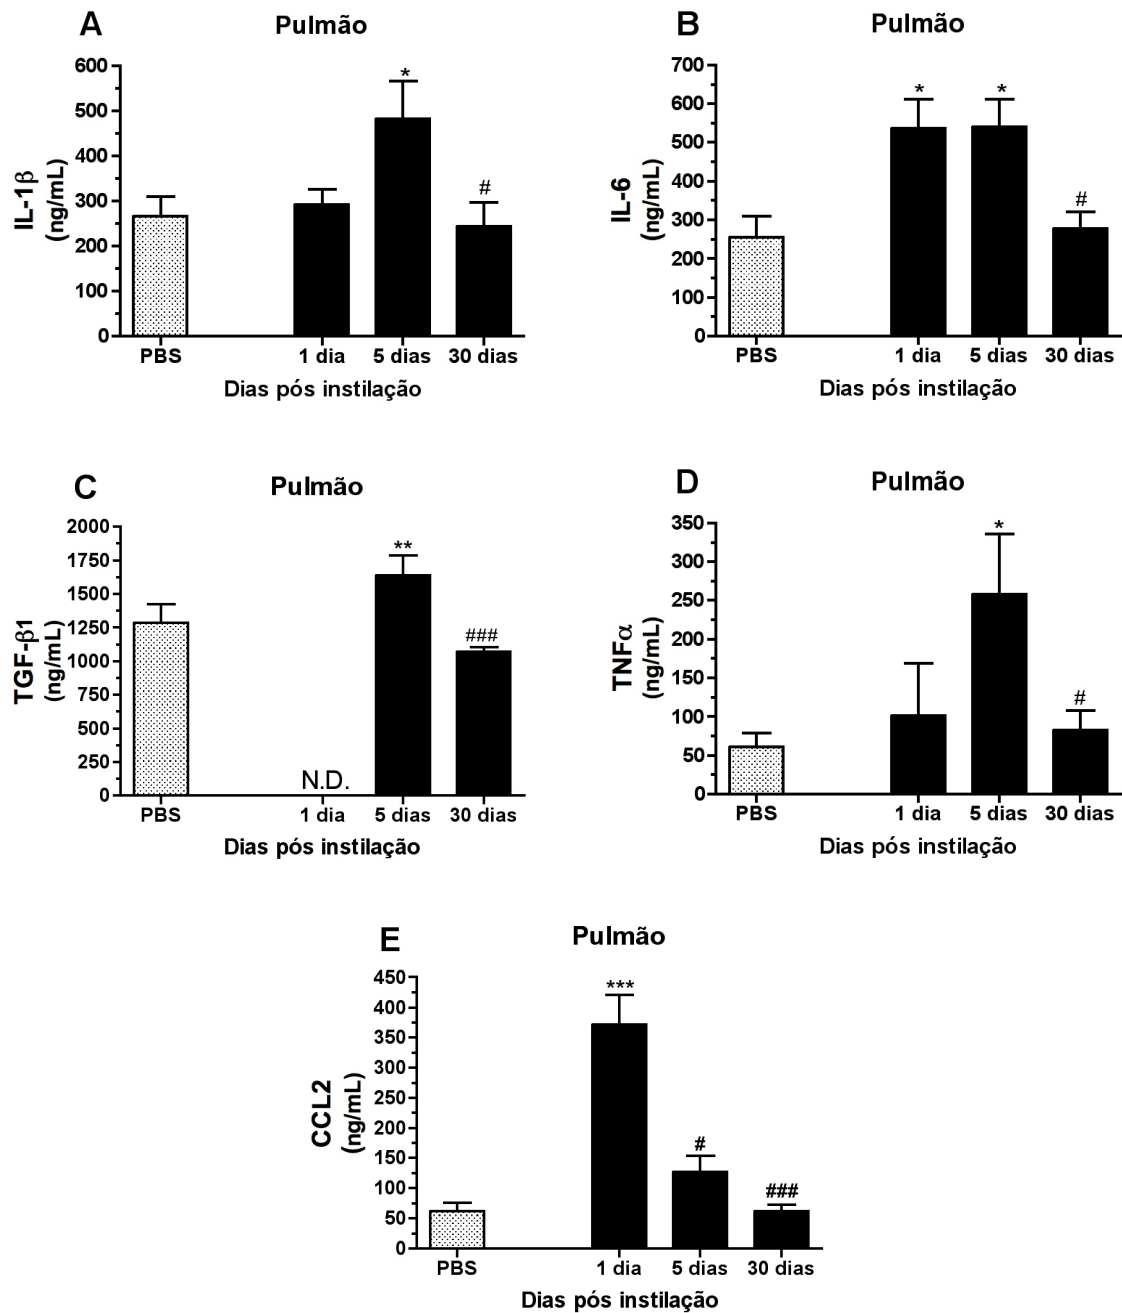 A
Pulmão
600
500
400
300
200
100
0
IL-1β
(ng/mL)
*
#
PBS
1 dia
5 dias
30 dias
Dias pós instilação
B
Pulmão
700
600
500
400
300
200
100
0
IL-6
(ng/mL)
*
*
#
PBS
1 dia
5 dias
30 dias
Dias pós instilação
C
Pulmão
2000
1750
1500
1250
1000
750
500
250
0
TGF-β1
(ng/mL)
N.D.
**
###
PBS
1 dia
5 dias
30 dias
Dias pós instilação
D
Pulmão
350
300
250
200
150
100
50
0
TNFα
(ng/mL)
*
#
PBS
1 dia
5 dias
30 dias
Dias pós instilação
E
Pulmão
450
400
350
300
250
200
150
100
50
0
CCL2
(ng/mL)
***
#
###
PBS
1 dia
5 dias
30 dias
Dias pós instilação